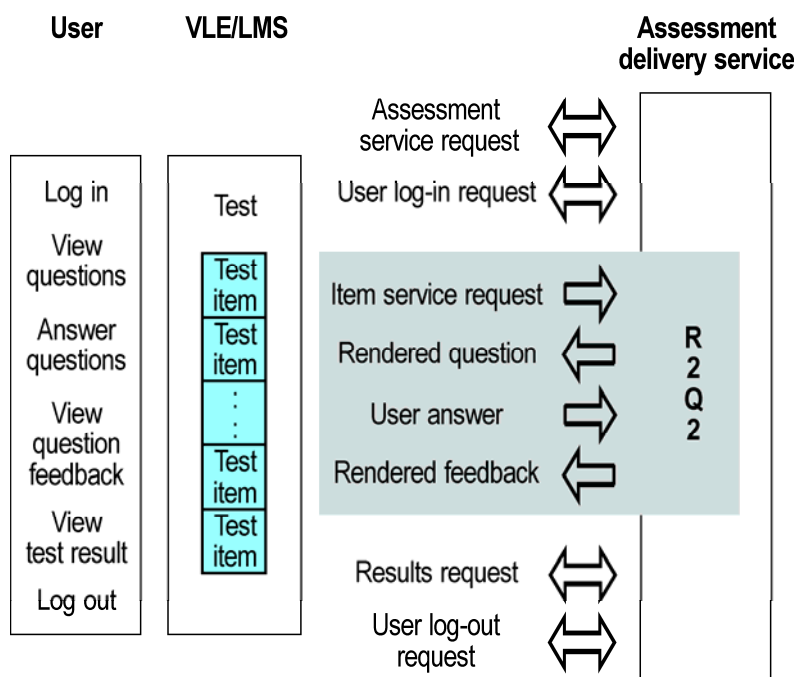 User
VLE/LMS
Assessment
delivery service
Log in
View
questions
Answer
questions
View
question
feedback
View
test result
Log out
Test
Test
item
Test
item
:
:
Test
item
Test
item
Assessment
service request
User log-in request
Item service request
Rendered question
User answer
Rendered feedback
Results request
User log-out
request
R
2
Q
2